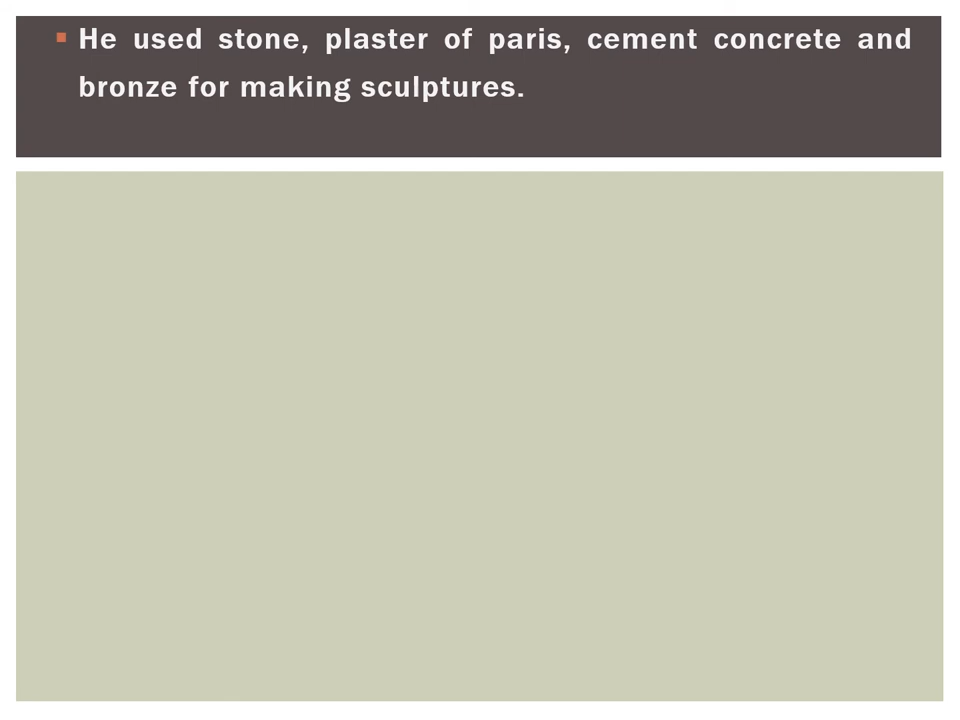 ▪ He used stone, plaster of paris, cement concrete and
bronze for making sculptures.